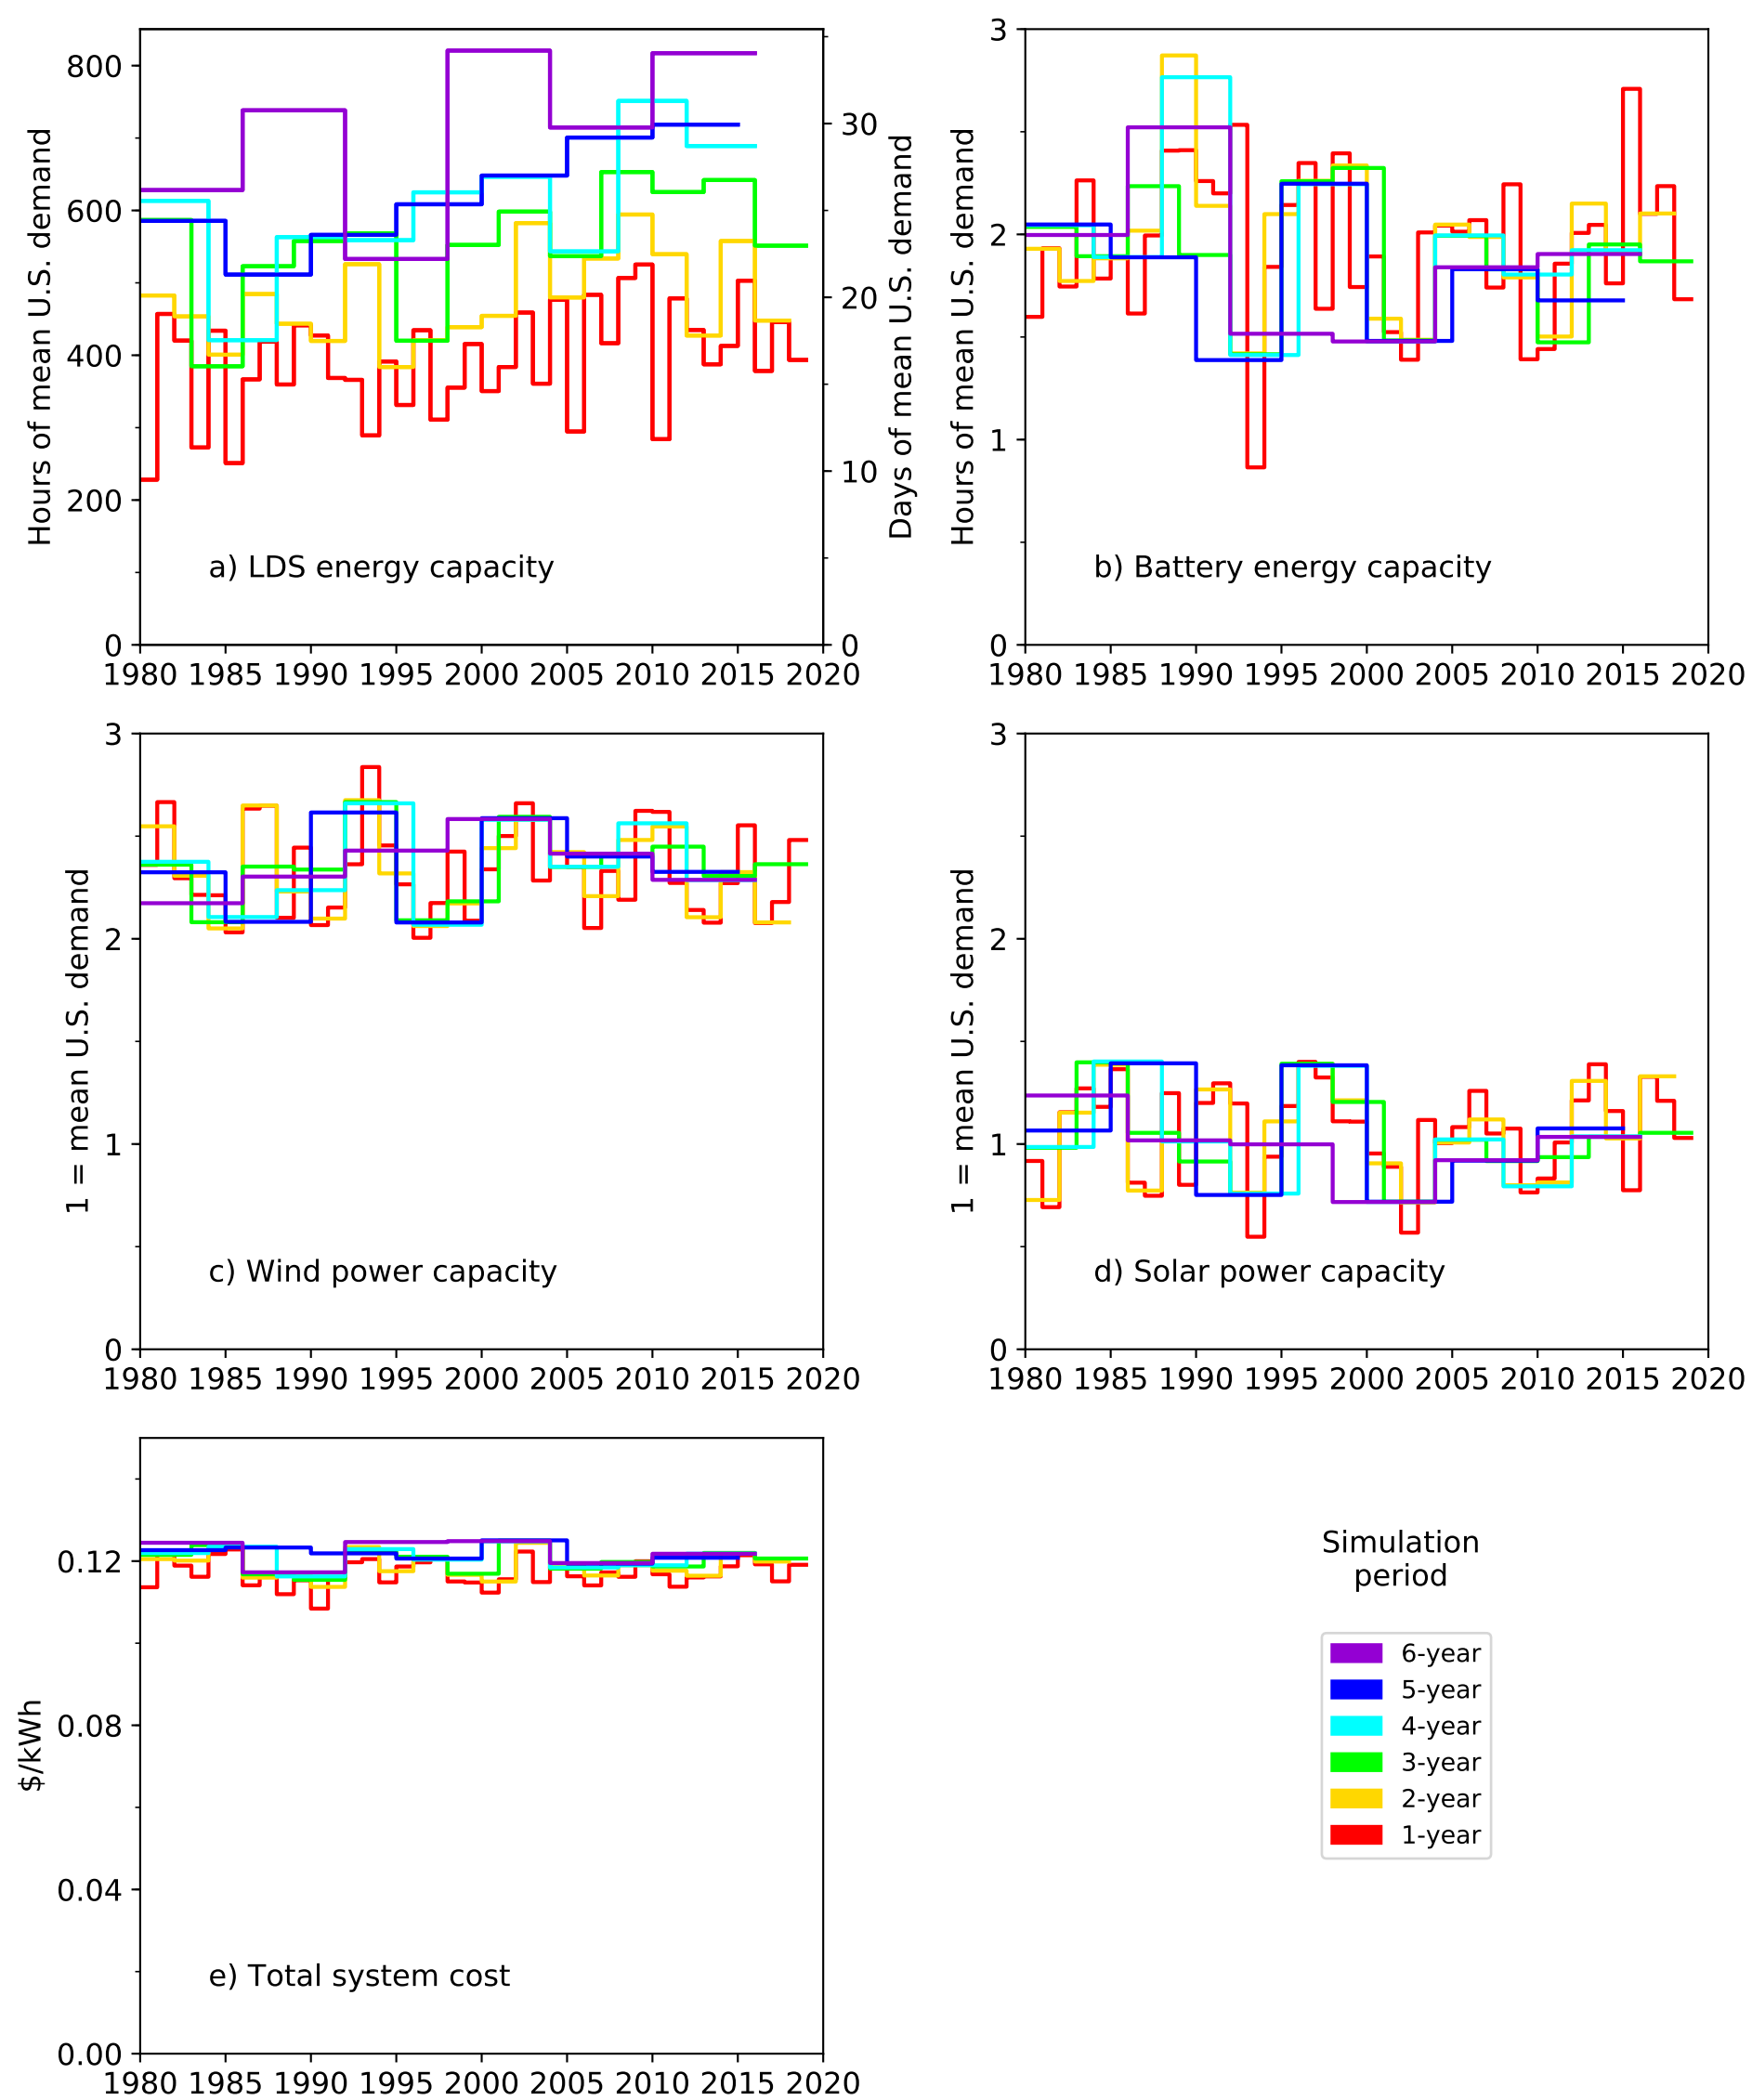 800
600
400
200
0
Hours of mean U.S. demand
30
20
10
0
Days of mean U.S. demand
a) LDS energy capacity
1980 1985 1990 1995 2000 2005 2010 2015 2020
3
2
1
0
Hours of mean U.S. demand
b) Battery energy capacity
1980 1985 1990 1995 2000 2005 2010 2015 2020
3
2
1
0
1 = mean U.S. demand
c) Wind power capacity
1980 1985 1990 1995 2000 2005 2010 2015 2020
3
2
1
0
1 = mean U.S. demand
d) Solar power capacity
1980 1985 1990 1995 2000 2005 2010 2015 2020
0.12
0.08
0.04
0.00
$/kWh
e) Total system cost
1980 1985 1990 1995 2000 2005 2010 2015 2020
Simulation
period
6-year
5-year
4-year
3-year
2-year
1-year